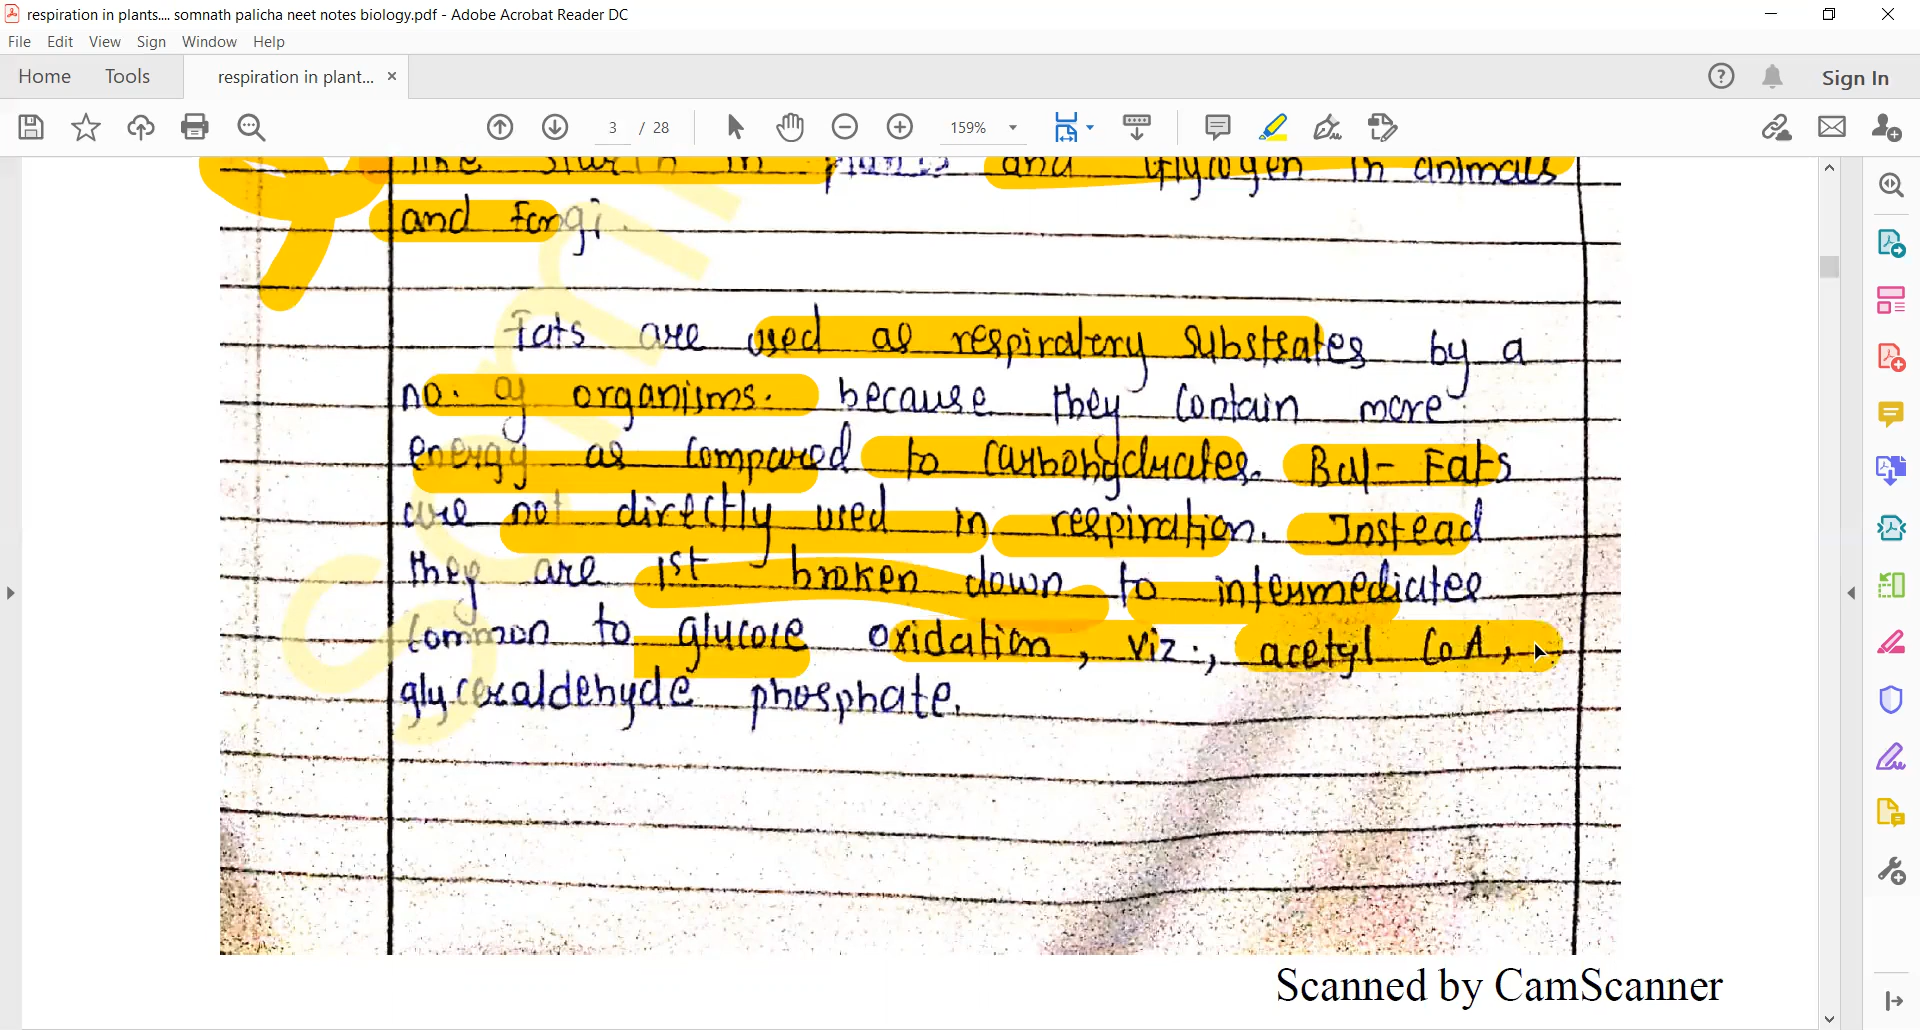 respiration in plants.... somnath palicha neet notes biology.pdf - Adobe Acrobat Reader DC
File Edit View Sign Window Help
Home Tools respiration in plant... × Sign In
3 / 28 159%
like starch in plants and Glycogen in animals
and Fungi.
Fats are used as respiratory substrates by a
no. of organisms. because they contain more
energy as compared to carbohydrates. But Fats
are not directly used in respiration. Instead
they are 1st broken down to intermediates
common to glucose oxidation, viz., acetyl CoA,
glyceraldehyde phosphate.
Scanned by CamScanner